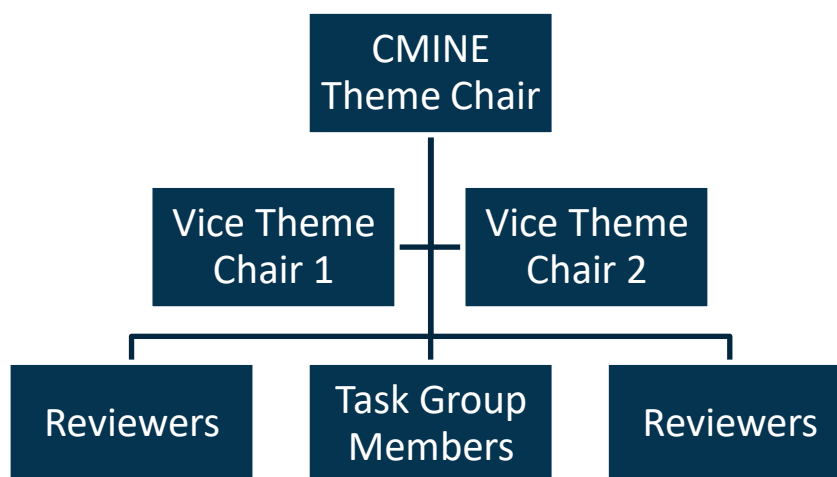 CMINE
Theme Chair
Vice Theme
Chair 1
Vice Theme
Chair 2
Reviewers
Task Group
Members
Reviewers